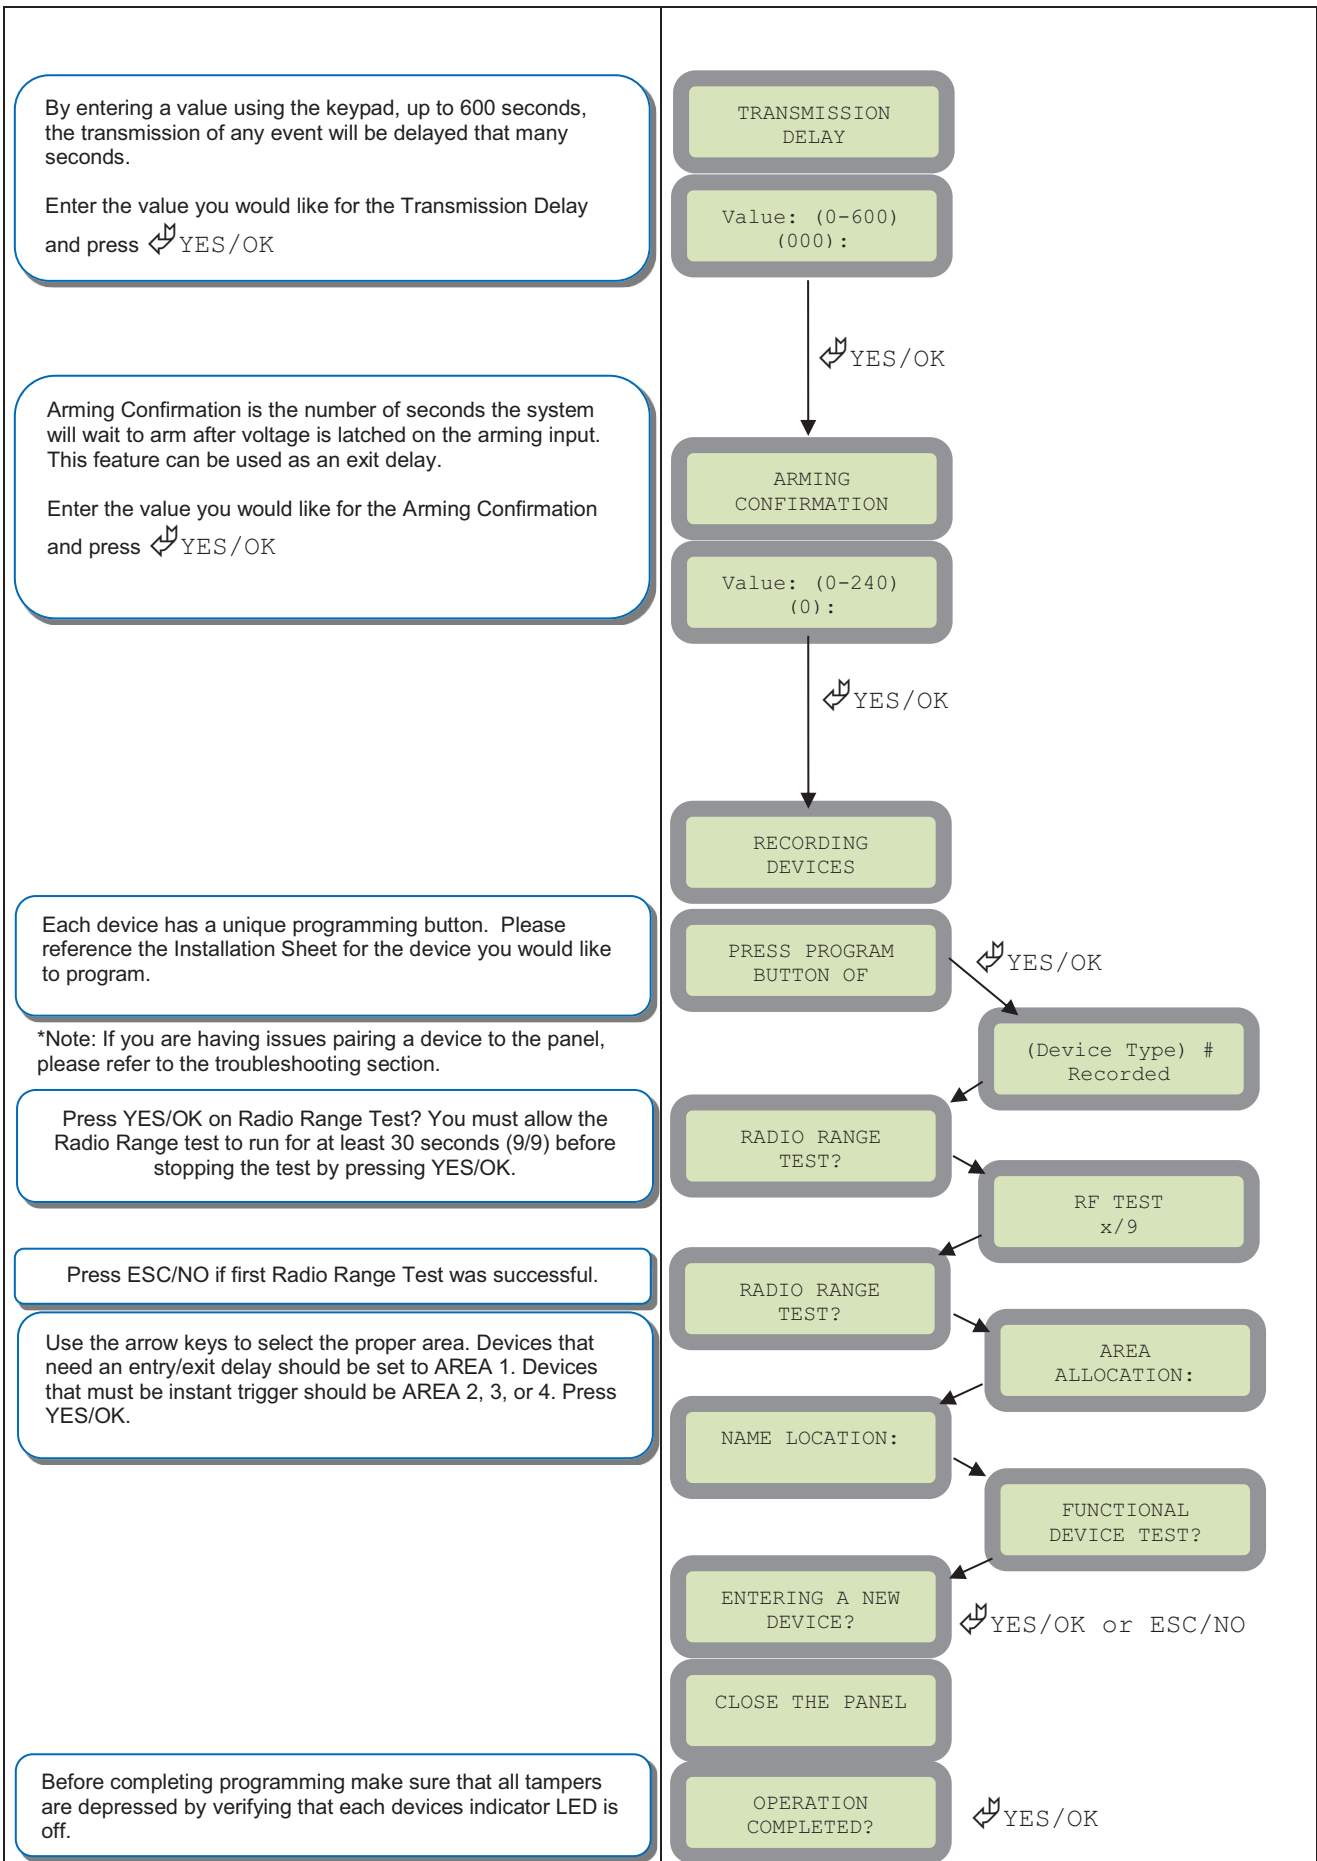 By entering a value using the keypad, up to 600 seconds,
the transmission of any event will be delayed that many
seconds.
Enter the value you would like for the Transmission Delay
and press YES/OK
TRANSMISSION
DELAY
Value: (0-600)
(000):
YES/OK
Arming Confirmation is the number of seconds the system
will wait to arm after voltage is latched on the arming input.
This feature can be used as an exit delay.
Enter the value you would like for the Arming Confirmation
and press YES/OK
ARMING
CONFIRMATION
Value: (0-240)
(0):
YES/OK
RECORDING
DEVICES
Each device has a unique programming button. Please
reference the Installation Sheet for the device you would like
to program.
PRESS PROGRAM
BUTTON OF
YES/OK
*Note: If you are having issues pairing a device to the panel,
please refer to the troubleshooting section.
(Device Type) #
Recorded
Press YES/OK on Radio Range Test? You must allow the
Radio Range test to run for at least 30 seconds (9/9) before
stopping the test by pressing YES/OK.
RADIO RANGE
TEST?
RF TEST
x/9
Press ESC/NO if first Radio Range Test was successful.
RADIO RANGE
TEST?
Use the arrow keys to select the proper area. Devices that
need an entry/exit delay should be set to AREA 1. Devices
that must be instant trigger should be AREA 2, 3, or 4. Press
YES/OK.
AREA
ALLOCATION:
NAME LOCATION:
FUNCTIONAL
DEVICE TEST?
ENTERING A NEW
DEVICE?
YES/OK or ESC/NO
CLOSE THE PANEL
Before completing programming make sure that all tampers
are depressed by verifying that each devices indicator LED is
off.
OPERATION
COMPLETED?
YES/OK